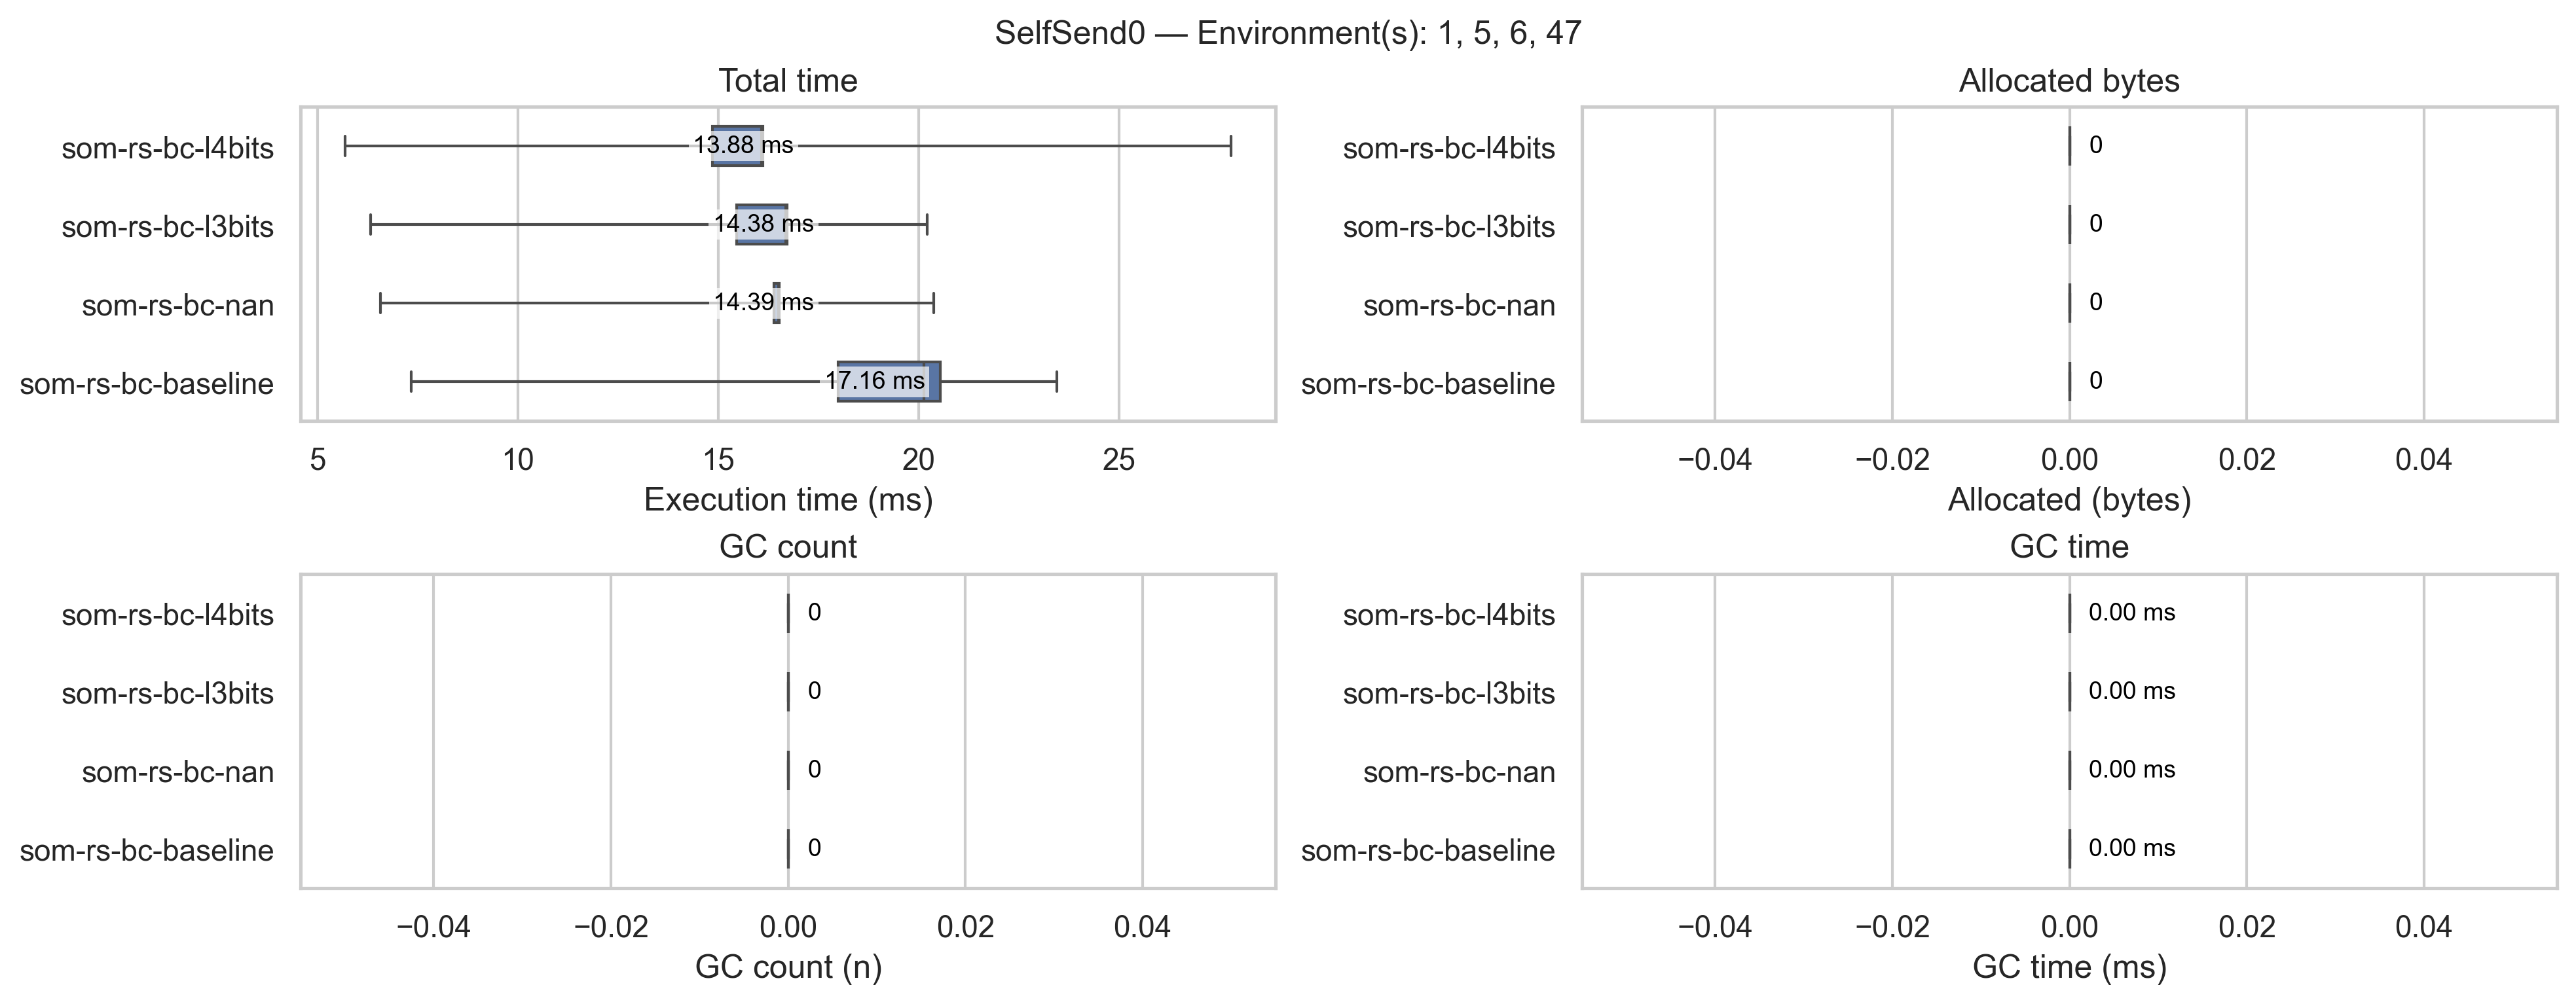 SelfSend0 — Environment(s): 1, 5, 6, 47
Total time
som-rs-bc-l4bits
13.88 ms
som-rs-bc-l3bits
14.38 ms
som-rs-bc-nan
14.39 ms
som-rs-bc-baseline
17.16 ms
5 10 15 20 25
Execution time (ms)
Allocated bytes
som-rs-bc-l4bits
0
som-rs-bc-l3bits
0
som-rs-bc-nan
0
som-rs-bc-baseline
0
−0.04 −0.02 0.00 0.02 0.04
Allocated (bytes)
GC count
som-rs-bc-l4bits
0
som-rs-bc-l3bits
0
som-rs-bc-nan
0
som-rs-bc-baseline
0
−0.04 −0.02 0.00 0.02 0.04
GC count (n)
GC time
som-rs-bc-l4bits
0.00 ms
som-rs-bc-l3bits
0.00 ms
som-rs-bc-nan
0.00 ms
som-rs-bc-baseline
0.00 ms
−0.04 −0.02 0.00 0.02 0.04
GC time (ms)